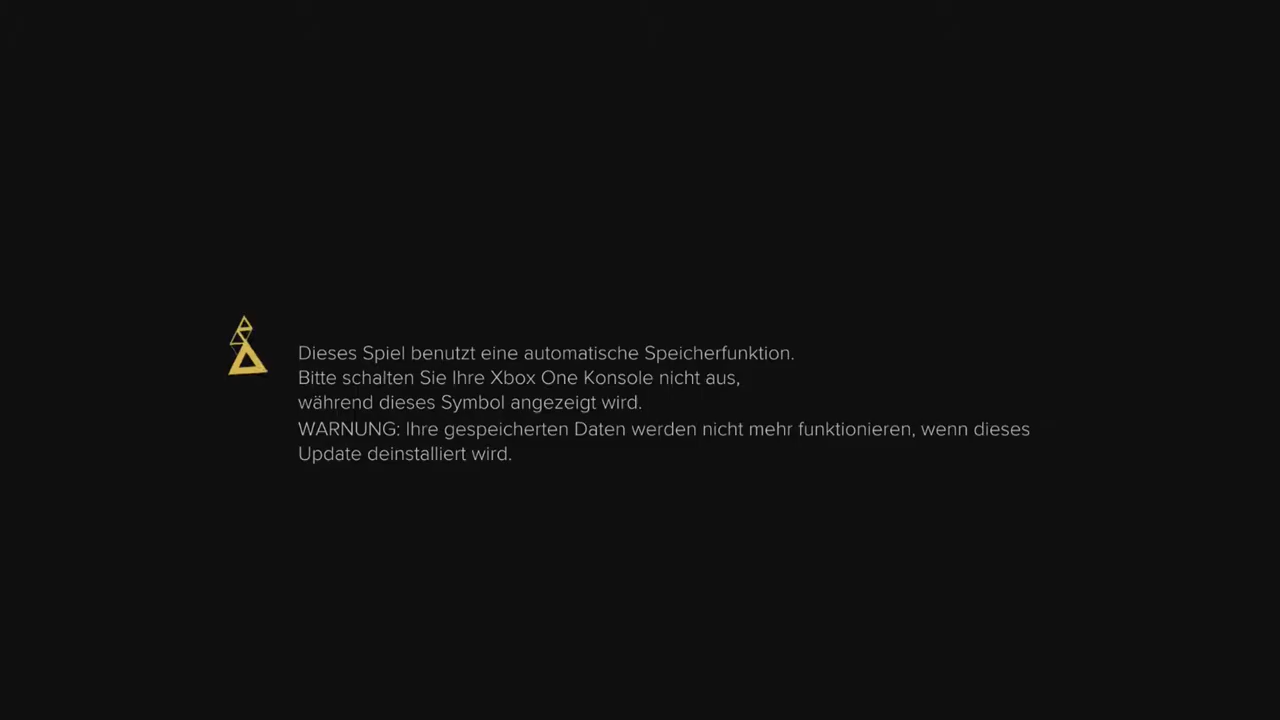 Dieses Spiel benutzt eine automatische Speicherfunktion.
Bitte schalten Sie Ihre Xbox One Konsole nicht aus,
während dieses Symbol angezeigt wird.
WARNUNG: Ihre gespeicherten Daten werden nicht mehr funktionieren, wenn dieses
Update deinstalliert wird.